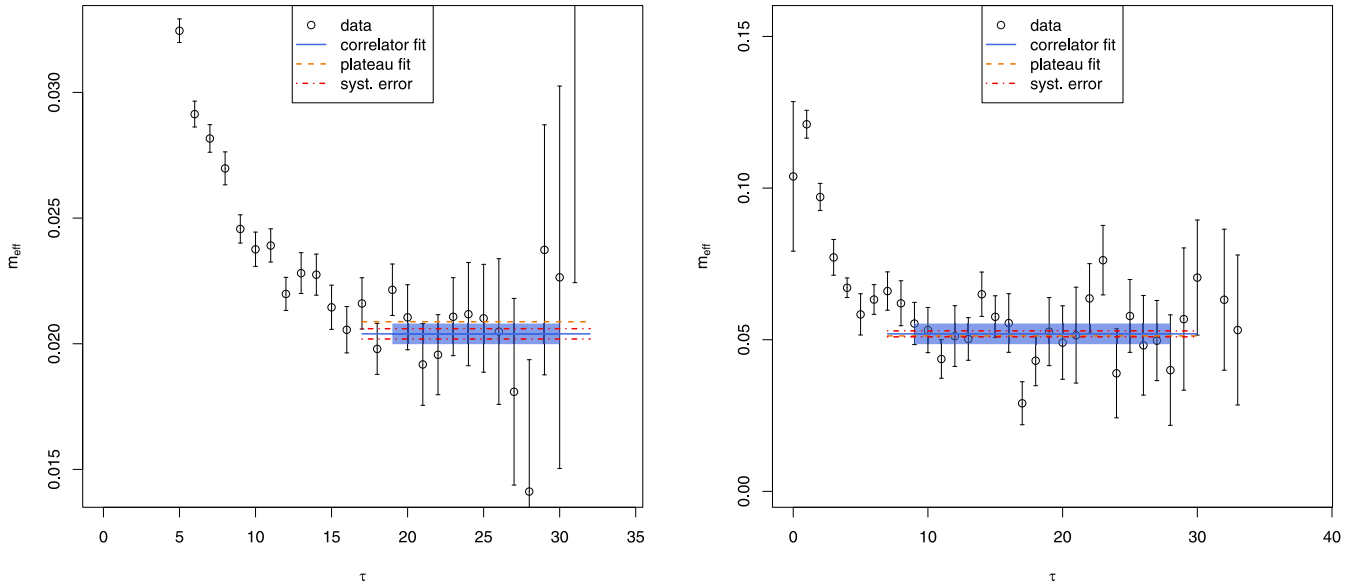 data
correlator fit
plateau fit
syst. error
0.030
0.025
0.020
0.015
m_eff
0 5 10 15 20 25 30 35
τ
data
correlator fit
plateau fit
syst. error
0.15
0.10
0.05
0.00
m_eff
0 10 20 30 40
τ